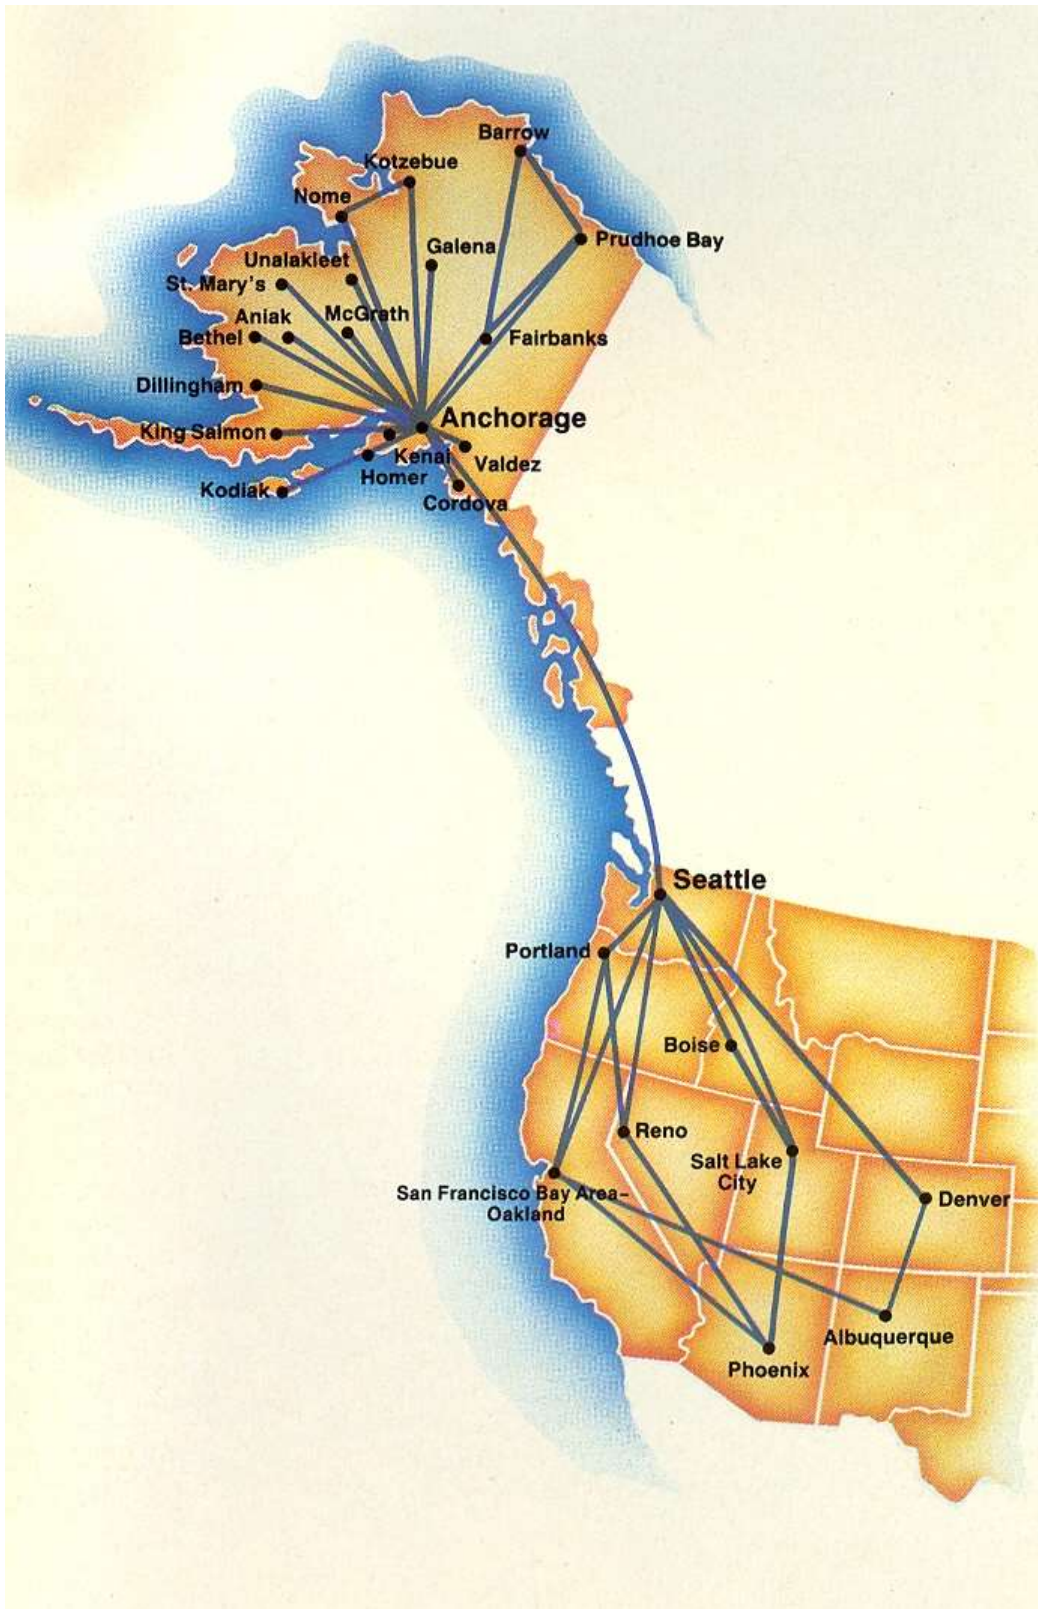 Barrow
Kotzebue
Nome
Prudhoe Bay
Galena
Unalakleet
St. Mary's
McGrath
Aniak
Bethel
Fairbanks
Dillingham
Anchorage
King Salmon
Kenai
Valdez
Homer
Kodiak
Cordova
Seattle
Portland
Boise
Reno
Salt Lake
City
San Francisco Bay Area–
Oakland
Denver
Albuquerque
Phoenix